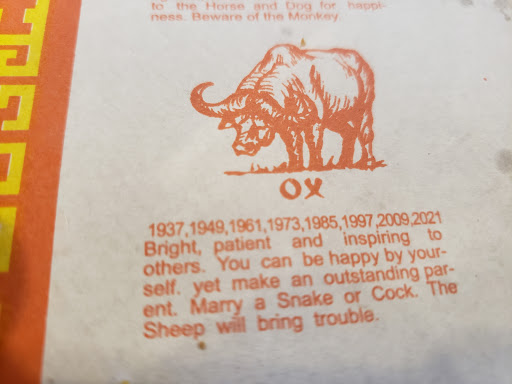 to the Horse and Dog for happi-
ness. Beware of the Monkey.
OX
1937,1949,1961,1973,1985,1997,2009,2021
Bright, patient and inspiring to
others. You can be happy by your-
self. yet make an outstanding par-
ent. Marry a Snake or Cock. The
Sheep will bring trouble.